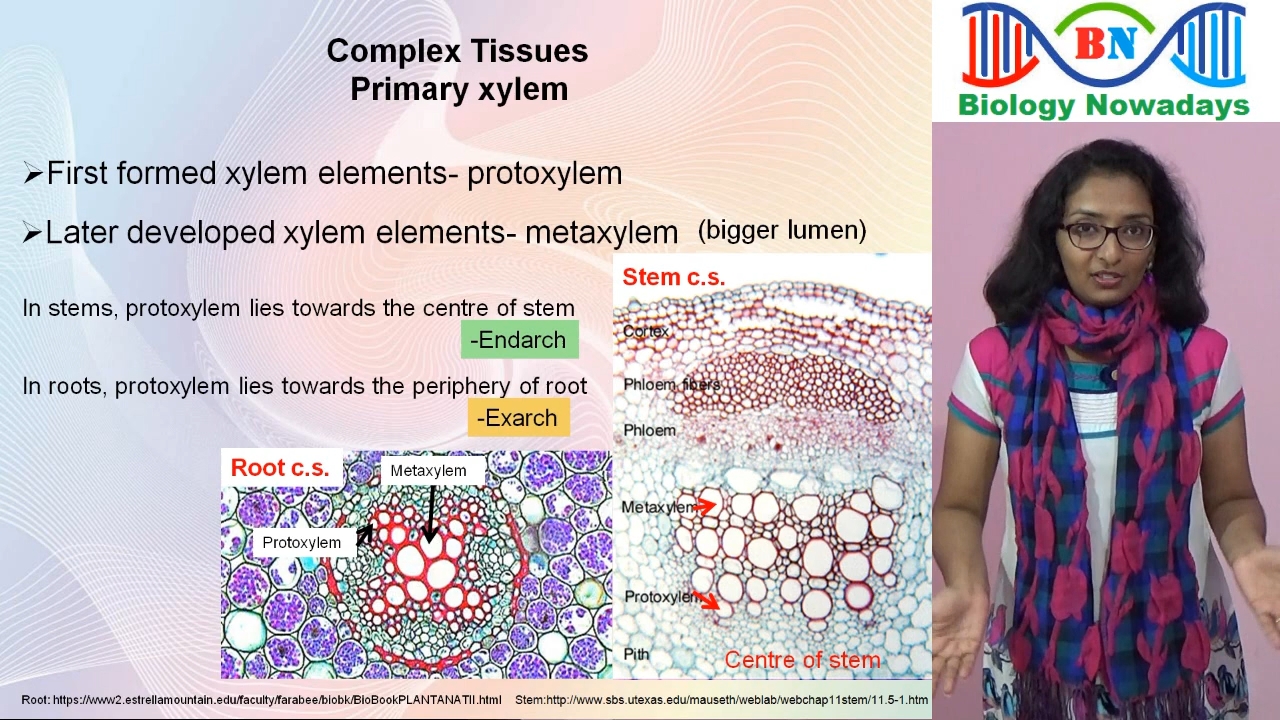 Complex Tissues
Primary xylem
BN
Biology Nowadays
➢First formed xylem elements- protoxylem
➢Later developed xylem elements- metaxylem (bigger lumen)
In stems, protoxylem lies towards the centre of stem
-Endarch
In roots, protoxylem lies towards the periphery of root
-Exarch
Root c.s.
Metaxylem
Protoxylem
Stem c.s.
Cortex
Phloem fibers
Phloem
Metaxylem
Protoxylem
Pith
Centre of stem
Root: https://www2.estrellamountain.edu/faculty/farabee/biobk/BioBookPLANTANATII.html Stem:http://www.sbs.utexas.edu/mauseth/weblab/webchap11stem/11.5-1.htm